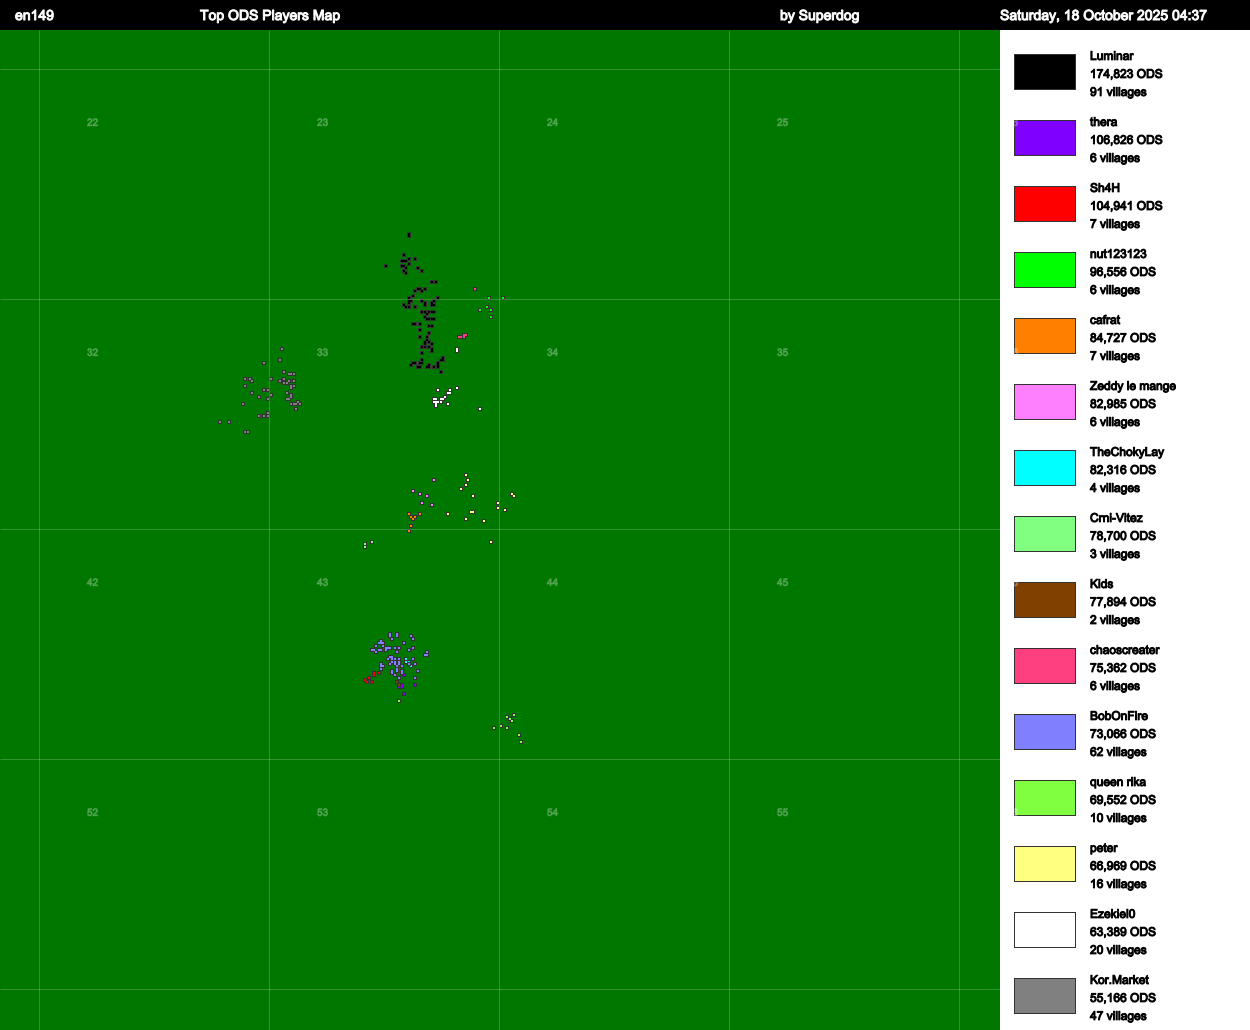 en149 Top ODS Players Map by Superdog Saturday, 18 October 2025 04:37
22 23 24 25
32 33 34 35
42 43 44 45
52 53 54 55
Luminar
174,823 ODS
91 villages
thera
106,826 ODS
6 villages
Sh4H
104,941 ODS
7 villages
nut123123
96,556 ODS
6 villages
cafrat
84,727 ODS
7 villages
Zeddy le mange
82,985 ODS
6 villages
TheChokyLay
82,316 ODS
4 villages
Crni-Vitez
78,700 ODS
3 villages
Kids
77,894 ODS
2 villages
chaoscreater
75,362 ODS
6 villages
BobOnFire
73,066 ODS
62 villages
queen rika
69,552 ODS
10 villages
peter
66,969 ODS
16 villages
Ezekiel0
63,389 ODS
20 villages
Kor.Market
55,166 ODS
47 villages